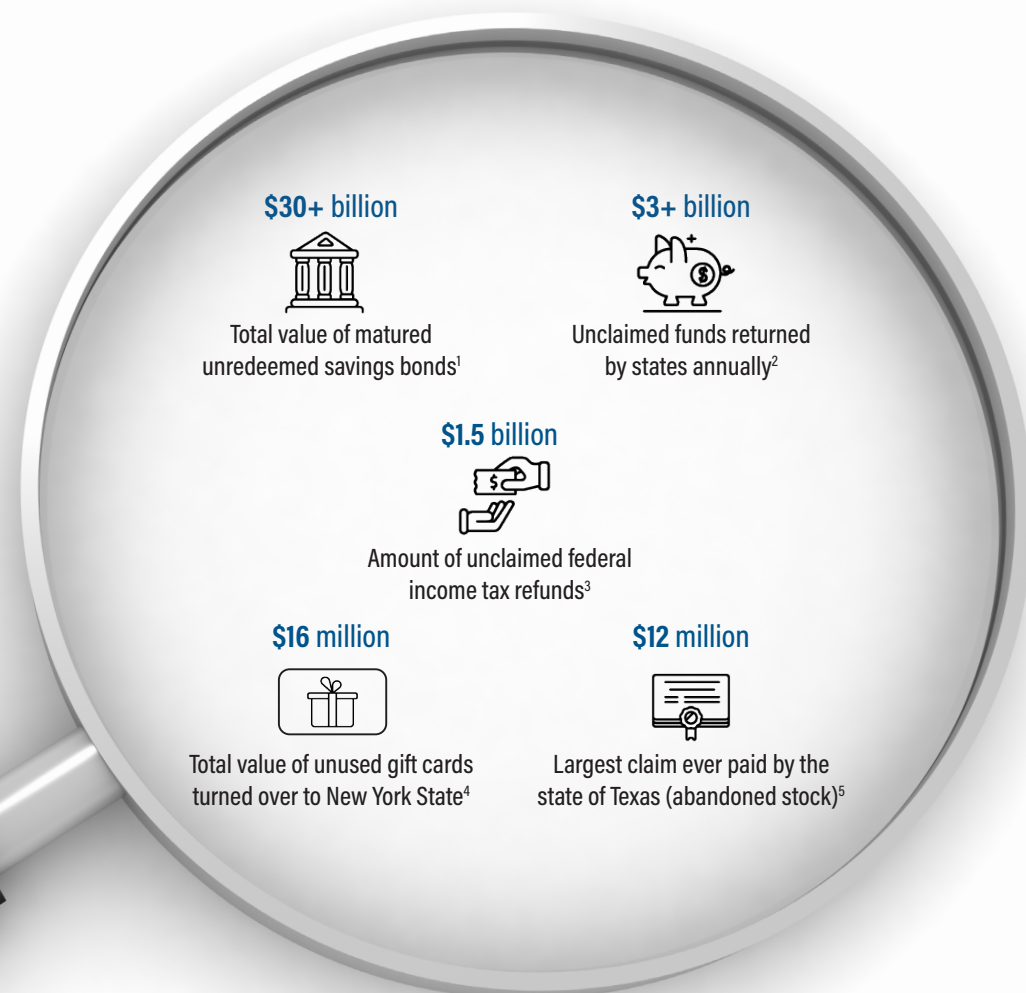 $30+ billion
Total value of matured
unredeemed savings bonds¹
$3+ billion
$
Unclaimed funds returned
by states annually²
$1.5 billion
$
Amount of unclaimed federal
income tax refunds³
$16 million
Total value of unused gift cards
turned over to New York State⁴
$12 million
Largest claim ever paid by the
state of Texas (abandoned stock)⁵